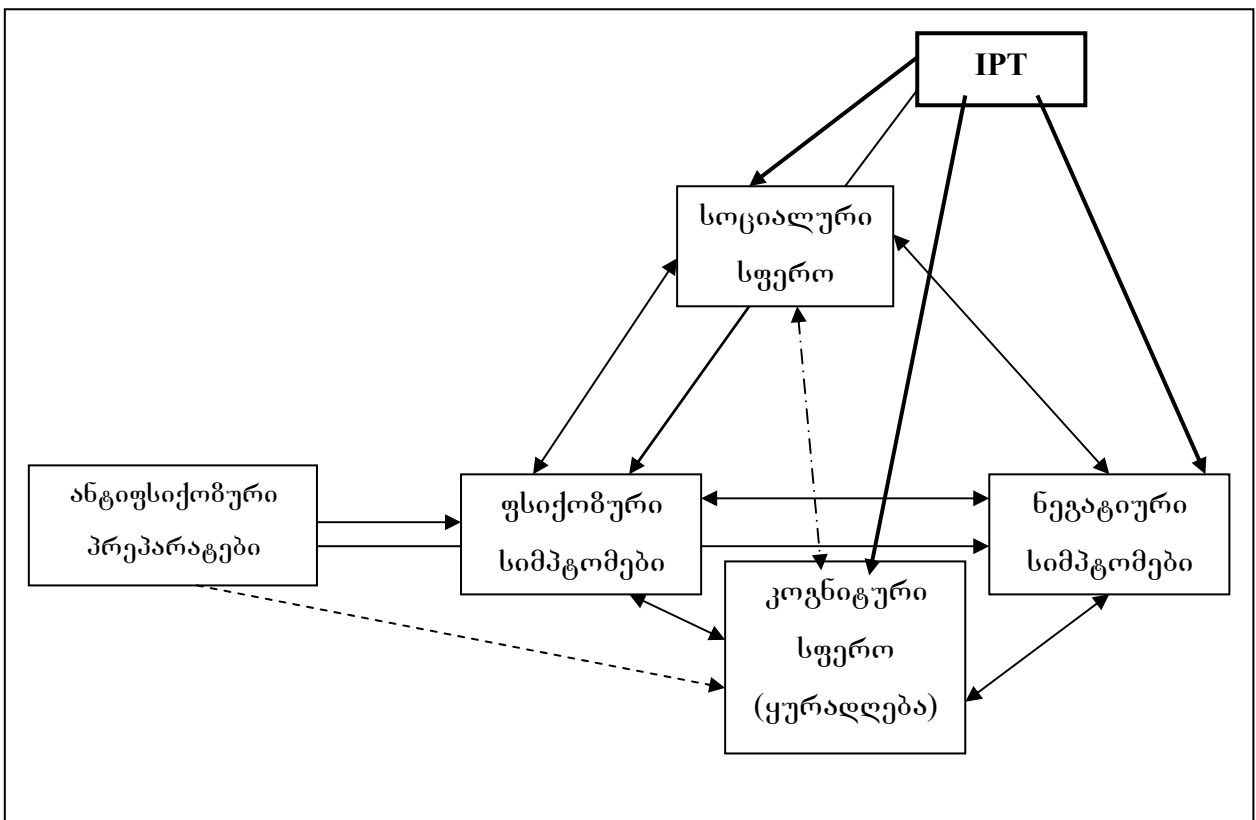 IPT
სოციალური
სფერო
ანტიფსიქოზური
პრეპარატები
ფსიქოზური
სიმპტომები
ნეგატიური
სიმპტომები
კოგნიტური
სფერო
(ყურადღება)